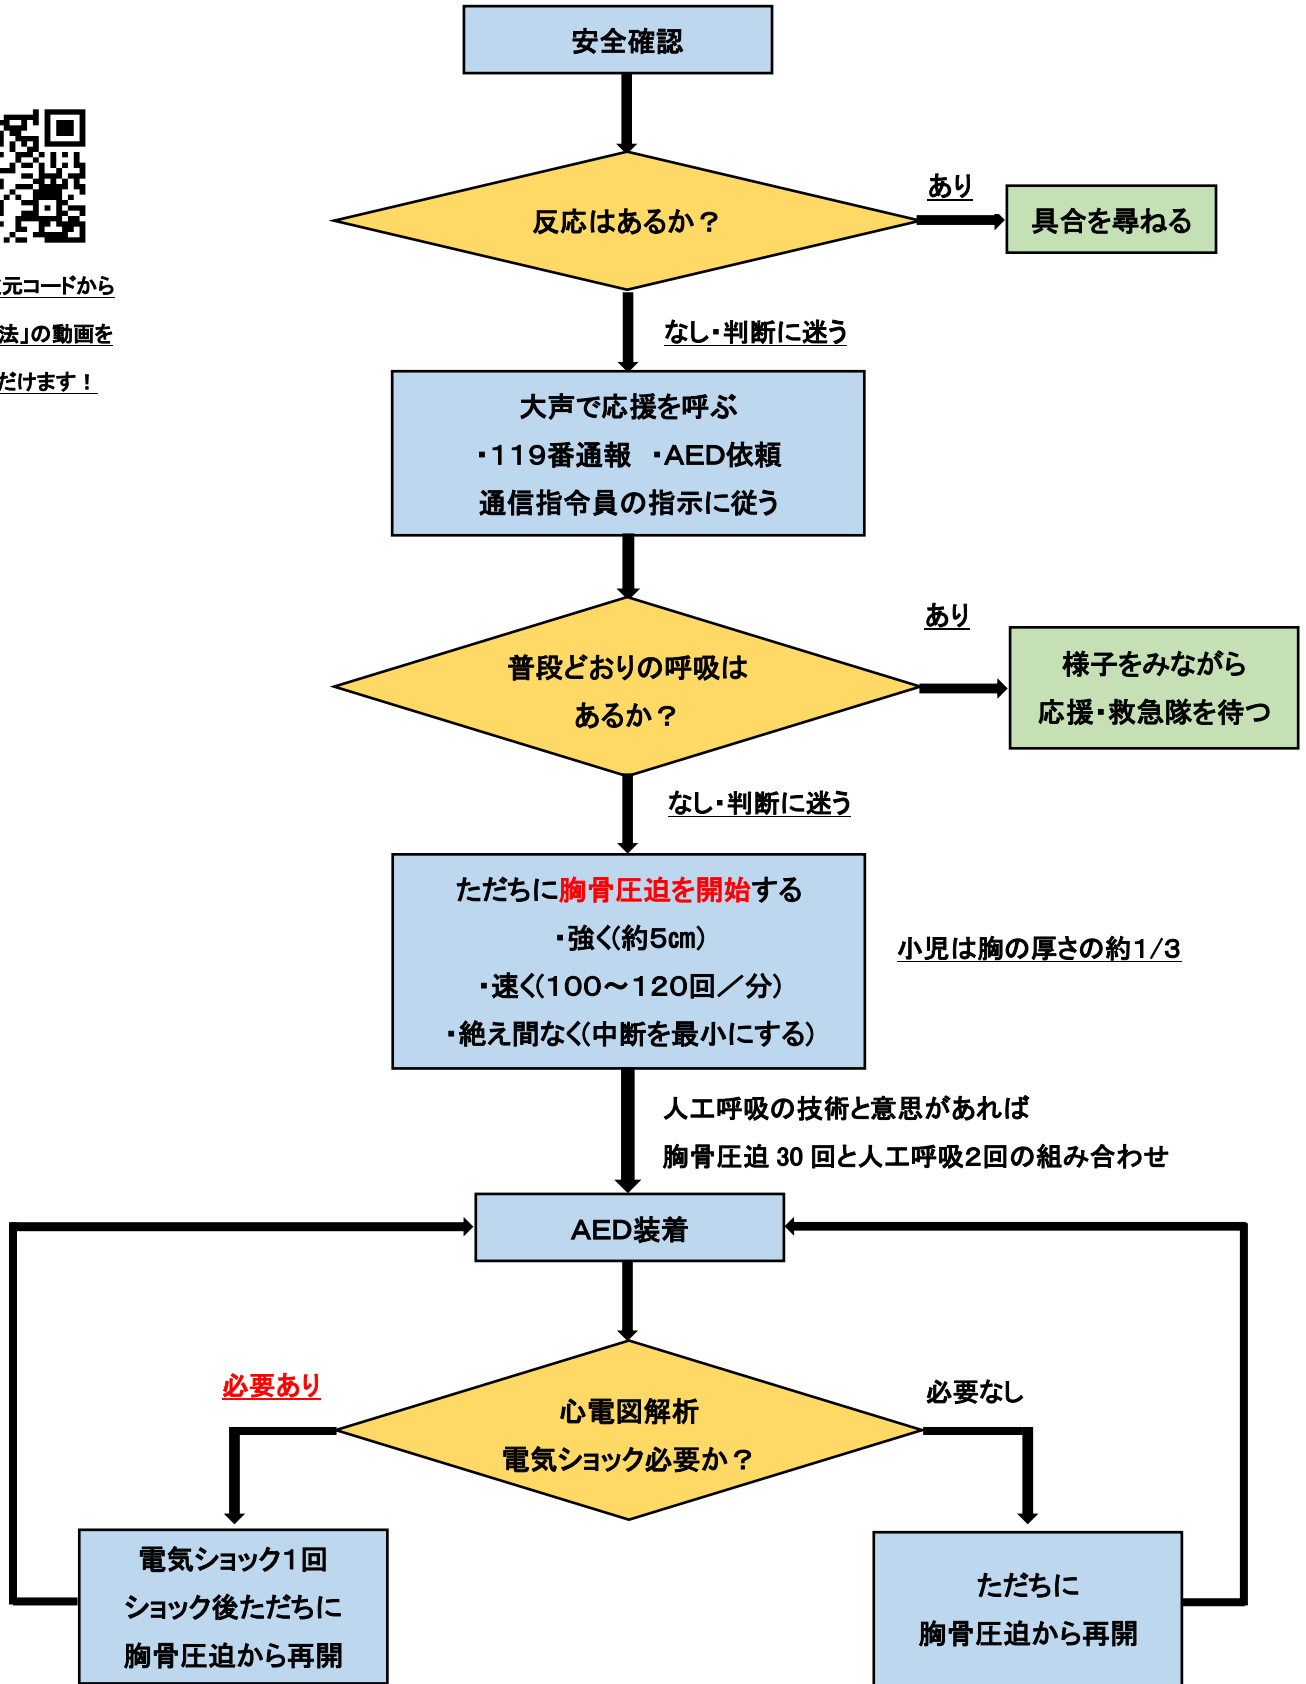 安全確認
反応はあるか？
あり
具合を尋ねる
元コードから
法」の動画を
だけます！
なし・判断に迷う
大声で応援を呼ぶ
・１１９番通報　・ＡＥＤ依頼
通信指令員の指示に従う
普段どおりの呼吸は
あるか？
あり
様子をみながら
応援・救急隊を待つ
なし・判断に迷う
ただちに胸骨圧迫を開始する
・強く（約５㎝）
・速く（１００～１２０回／分）
・絶え間なく（中断を最小にする）
小児は胸の厚さの約１/３
人工呼吸の技術と意思があれば
胸骨圧迫 30 回と人工呼吸２回の組み合わせ
ＡＥＤ装着
心電図解析
電気ショック必要か？
必要あり
必要なし
電気ショック１回
ショック後ただちに
胸骨圧迫から再開
ただちに
胸骨圧迫から再開